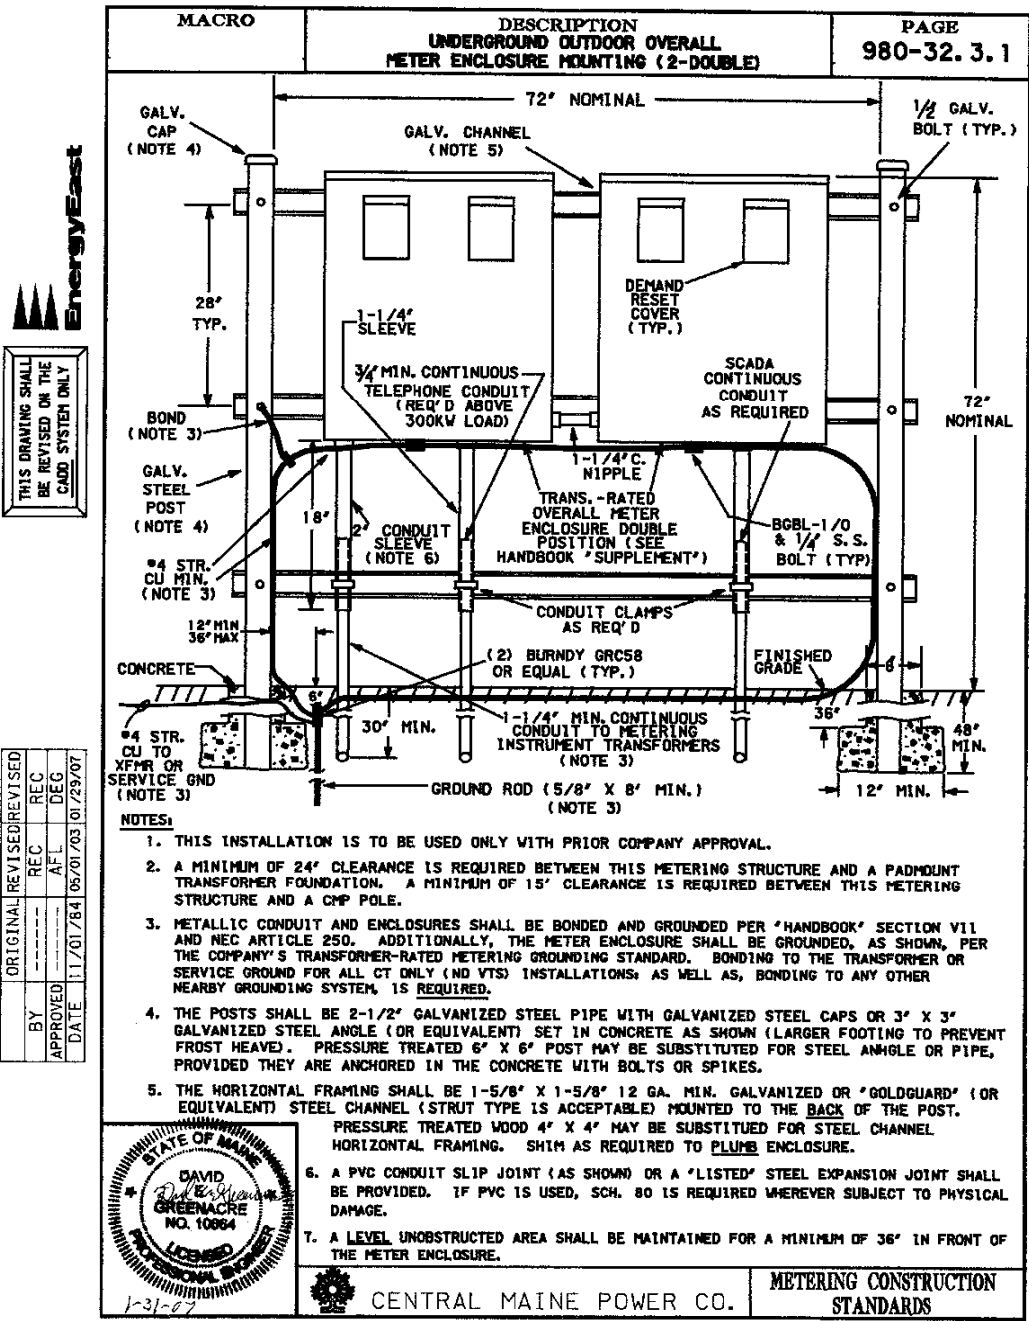 MACRO
DESCRIPTION
UNDERGROUND OUTDOOR OVERALL
METER ENCLOSURE MOUNTING (2-DOUBLE)
PAGE
980-32.3.1
72" NOMINAL
GALV.
CAP
(NOTE 4)
GALV. CHANNEL
(NOTE 5)
1/2 GALV.
BOLT (TYP.)
28"
TYP.
DEMAND
RESET
COVER
(TYP.)
1-1/4"
SLEEVE
3/4" MIN. CONTINUOUS
TELEPHONE CONDUIT
(REQ'D ABOVE
300KW LOAD)
SCADA
CONTINUOUS
CONDUIT
AS REQUIRED
72"
NOMINAL
BOND
(NOTE 3)
GALV.
STEEL
POST
(NOTE 4)
1-1/4"C.
NIPPLE
18"
2" CONDUIT
SLEEVE
(NOTE 6)
TRANS.-RATED
OVERALL METER
ENCLOSURE DOUBLE
POSITION (SEE
HANDBOOK "SUPPLEMENT")
BGBL-1/0
& 1/4" S.S.
BOLT (TYP)
#4 STR.
CU MIN.
(NOTE 3)
CONDUIT CLAMPS
AS REQ'D
12"MIN
36"MAX
CONCRETE
(2) BURNDY GRC58
OR EQUAL (TYP.)
FINISHED
GRADE
6"
6"
36"
48"
MIN.
30" MIN.
1-1/4" MIN. CONTINUOUS
CONDUIT TO METERING
INSTRUMENT TRANSFORMERS
(NOTE 3)
#4 STR.
CU TO
XFMR OR
SERVICE GND
(NOTE 3)
GROUND ROD (5/8" X 8' MIN.)
(NOTE 3)
12" MIN.
NOTES:
1. THIS INSTALLATION IS TO BE USED ONLY WITH PRIOR COMPANY APPROVAL.
2. A MINIMUM OF 24" CLEARANCE IS REQUIRED BETWEEN THIS METERING STRUCTURE AND A PADMOUNT
TRANSFORMER FOUNDATION. A MINIMUM OF 15' CLEARANCE IS REQUIRED BETWEEN THIS METERING
STRUCTURE AND A CMP POLE.
3. METALLIC CONDUIT AND ENCLOSURES SHALL BE BONDED AND GROUNDED PER "HANDBOOK" SECTION VII
AND NEC ARTICLE 250. ADDITIONALLY, THE METER ENCLOSURE SHALL BE GROUNDED, AS SHOWN, PER
THE COMPANY'S TRANSFORMER-RATED METERING GROUNDING STANDARD. BONDING TO THE TRANSFORMER OR
SERVICE GROUND FOR ALL CT ONLY (NO VTS) INSTALLATIONS; AS WELL AS, BONDING TO ANY OTHER
NEARBY GROUNDING SYSTEM, IS REQUIRED.
4. THE POSTS SHALL BE 2-1/2" GALVANIZED STEEL PIPE WITH GALVANIZED STEEL CAPS OR 3" X 3"
GALVANIZED STEEL ANGLE (OR EQUIVALENT) SET IN CONCRETE AS SHOWN (LARGER FOOTING TO PREVENT
FROST HEAVE). PRESSURE TREATED 6" X 6" POST MAY BE SUBSTITUTED FOR STEEL ANHGLE OR PIPE,
PROVIDED THEY ARE ANCHORED IN THE CONCRETE WITH BOLTS OR SPIKES.
5. THE HORIZONTAL FRAMING SHALL BE 1-5/8" X 1-5/8" 12 GA. MIN. GALVANIZED OR "GOLDGUARD" (OR
EQUIVALENT) STEEL CHANNEL (STRUT TYPE IS ACCEPTABLE) MOUNTED TO THE BACK OF THE POST.
PRESSURE TREATED WOOD 4" X 4" MAY BE SUBSTITUED FOR STEEL CHANNEL
HORIZONTAL FRAMING. SHIM AS REQUIRED TO PLUMB ENCLOSURE.
6. A PVC CONDUIT SLIP JOINT (AS SHOWN) OR A "LISTED" STEEL EXPANSION JOINT SHALL
BE PROVIDED. IF PVC IS USED, SCH. 80 IS REQUIRED WHEREVER SUBJECT TO PHYSICAL
DAMAGE.
7. A LEVEL UNOBSTRUCTED AREA SHALL BE MAINTAINED FOR A MINIMUM OF 36" IN FRONT OF
THE METER ENCLOSURE.
STATE OF MAINE
DAVID
E.
GREENACRE
NO. 10864
LICENSED
PROFESSIONAL ENGINEER
1-31-07
CENTRAL MAINE POWER CO.
METERING CONSTRUCTION
STANDARDS
EnergyEast
THIS DRAWING SHALL
BE REVISED ON THE
CADD SYSTEM ONLY
ORIGINAL REVISED REVISED
BY ------ REC REC
APPROVED ------ AFL DEG
DATE 11/01/84 05/01/03 01/29/07